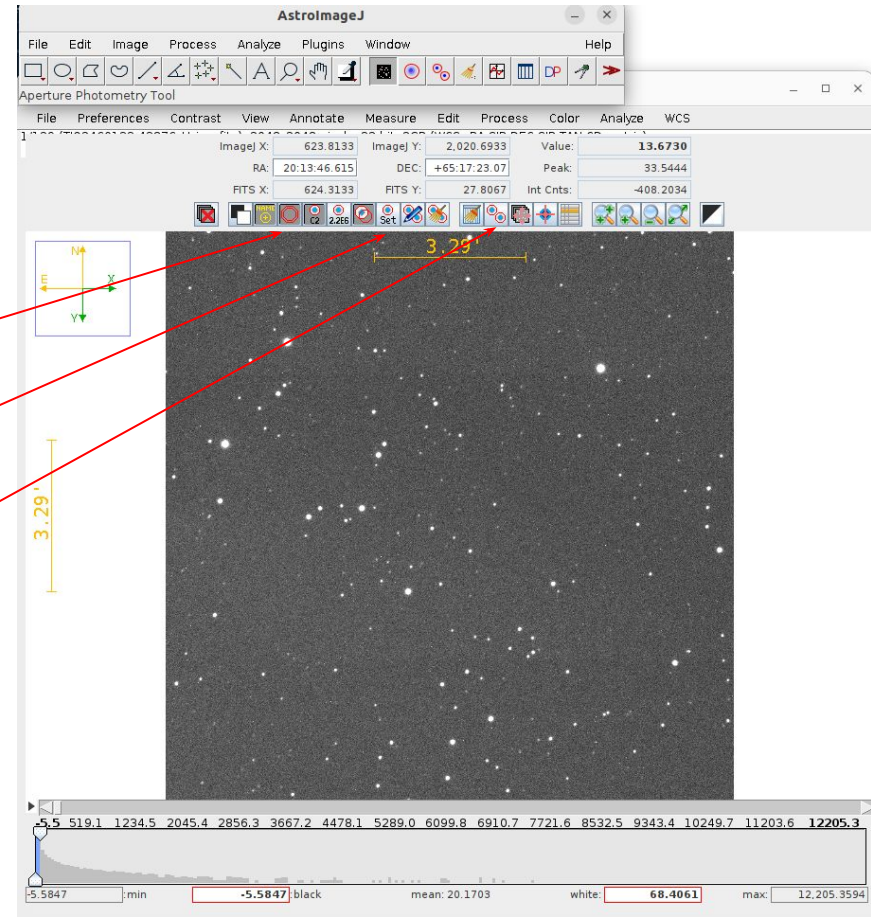 AstroImageJ
File Edit Image Process Analyze Plugins Window Help
A DP
Aperture Photometry Tool
File Preferences Contrast View Annotate Measure Edit Process Color Analyze WCS
ImageJ X: 623.8133 ImageJ Y: 2,020.6933 Value: 13.6730
RA: 20:13:46.615 DEC: +65:17:23.07 Peak: 33.5444
FITS X: 624.3133 FITS Y: 27.8067 Int Cnts: -408.2034
C2 2.2E6 Set
3.29'
N
E X
Y
3.29'
-5.5 519.1 1234.5 2045.4 2856.3 3667.2 4478.1 5289.0 6099.8 6910.7 7721.6 8532.5 9343.4 10249.7 11203.6 12205.3
-5.5847 :min -5.5847 :black mean: 20.1703 white: 68.4061 max: 12,205.3594